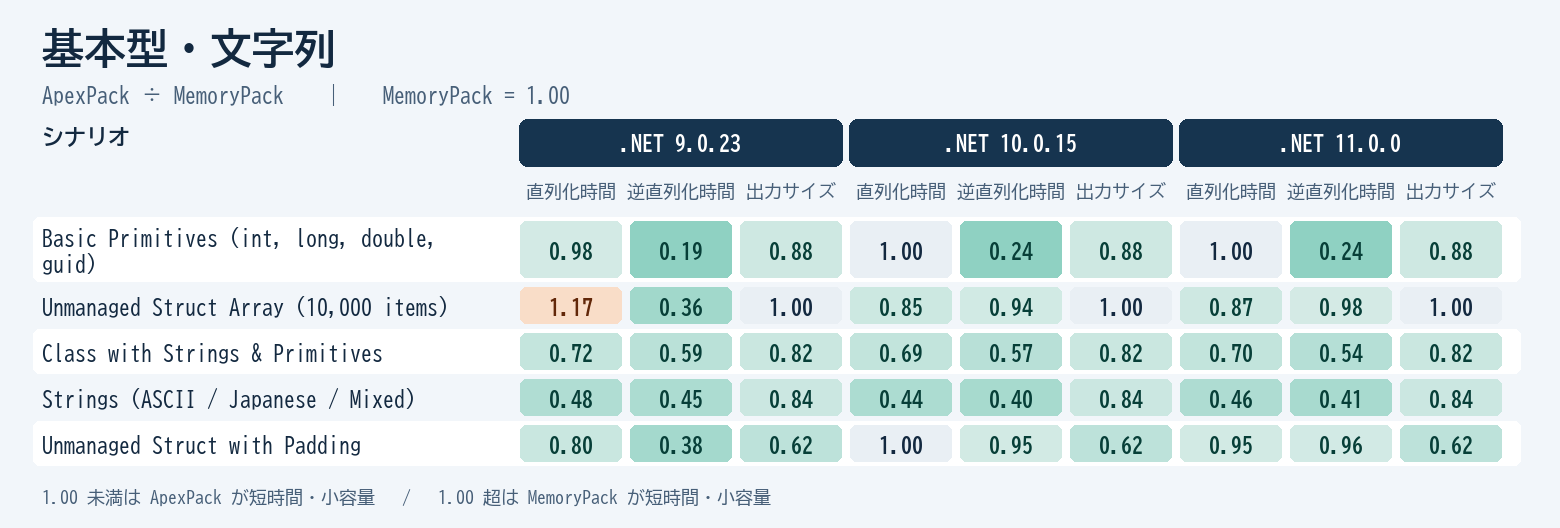 基本型・文字列
ApexPack ÷ MemoryPack | MemoryPack = 1.00
シナリオ .NET 9.0.23 .NET 10.0.15 .NET 11.0.0
直列化時間 逆直列化時間 出力サイズ 直列化時間 逆直列化時間 出力サイズ 直列化時間 逆直列化時間 出力サイズ
Basic Primitives (int, long, double,
guid) 0.98 0.19 0.88 1.00 0.24 0.88 1.00 0.24 0.88
Unmanaged Struct Array (10,000 items) 1.17 0.36 1.00 0.85 0.94 1.00 0.87 0.98 1.00
Class with Strings & Primitives 0.72 0.59 0.82 0.69 0.57 0.82 0.70 0.54 0.82
Strings (ASCII / Japanese / Mixed) 0.48 0.45 0.84 0.44 0.40 0.84 0.46 0.41 0.84
Unmanaged Struct with Padding 0.80 0.38 0.62 1.00 0.95 0.62 0.95 0.96 0.62
1.00 未満は ApexPack が短時間・小容量 / 1.00 超は MemoryPack が短時間・小容量